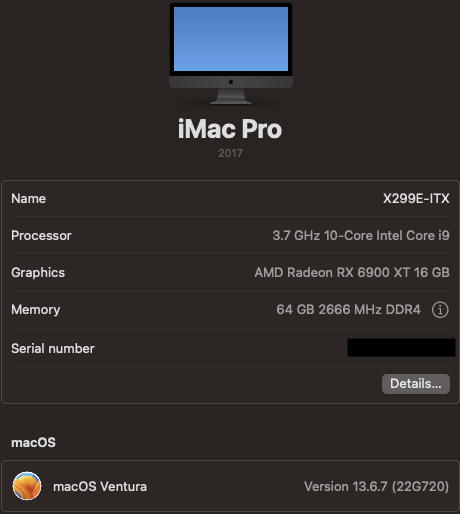 iMac Pro
2017
Name X299E-ITX
Processor 3.7 GHz 10-Core Intel Core i9
Graphics AMD Radeon RX 6900 XT 16 GB
Memory 64 GB 2666 MHz DDR4
Serial number
Details...
macOS
macOS Ventura Version 13.6.7 (22G720)